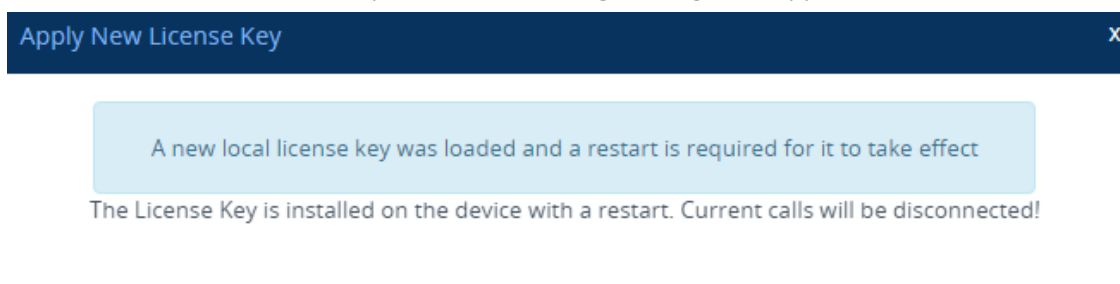 Apply New License Key X
A new local license key was loaded and a restart is required for it to take effect
The License Key is installed on the device with a restart. Current calls will be disconnected!